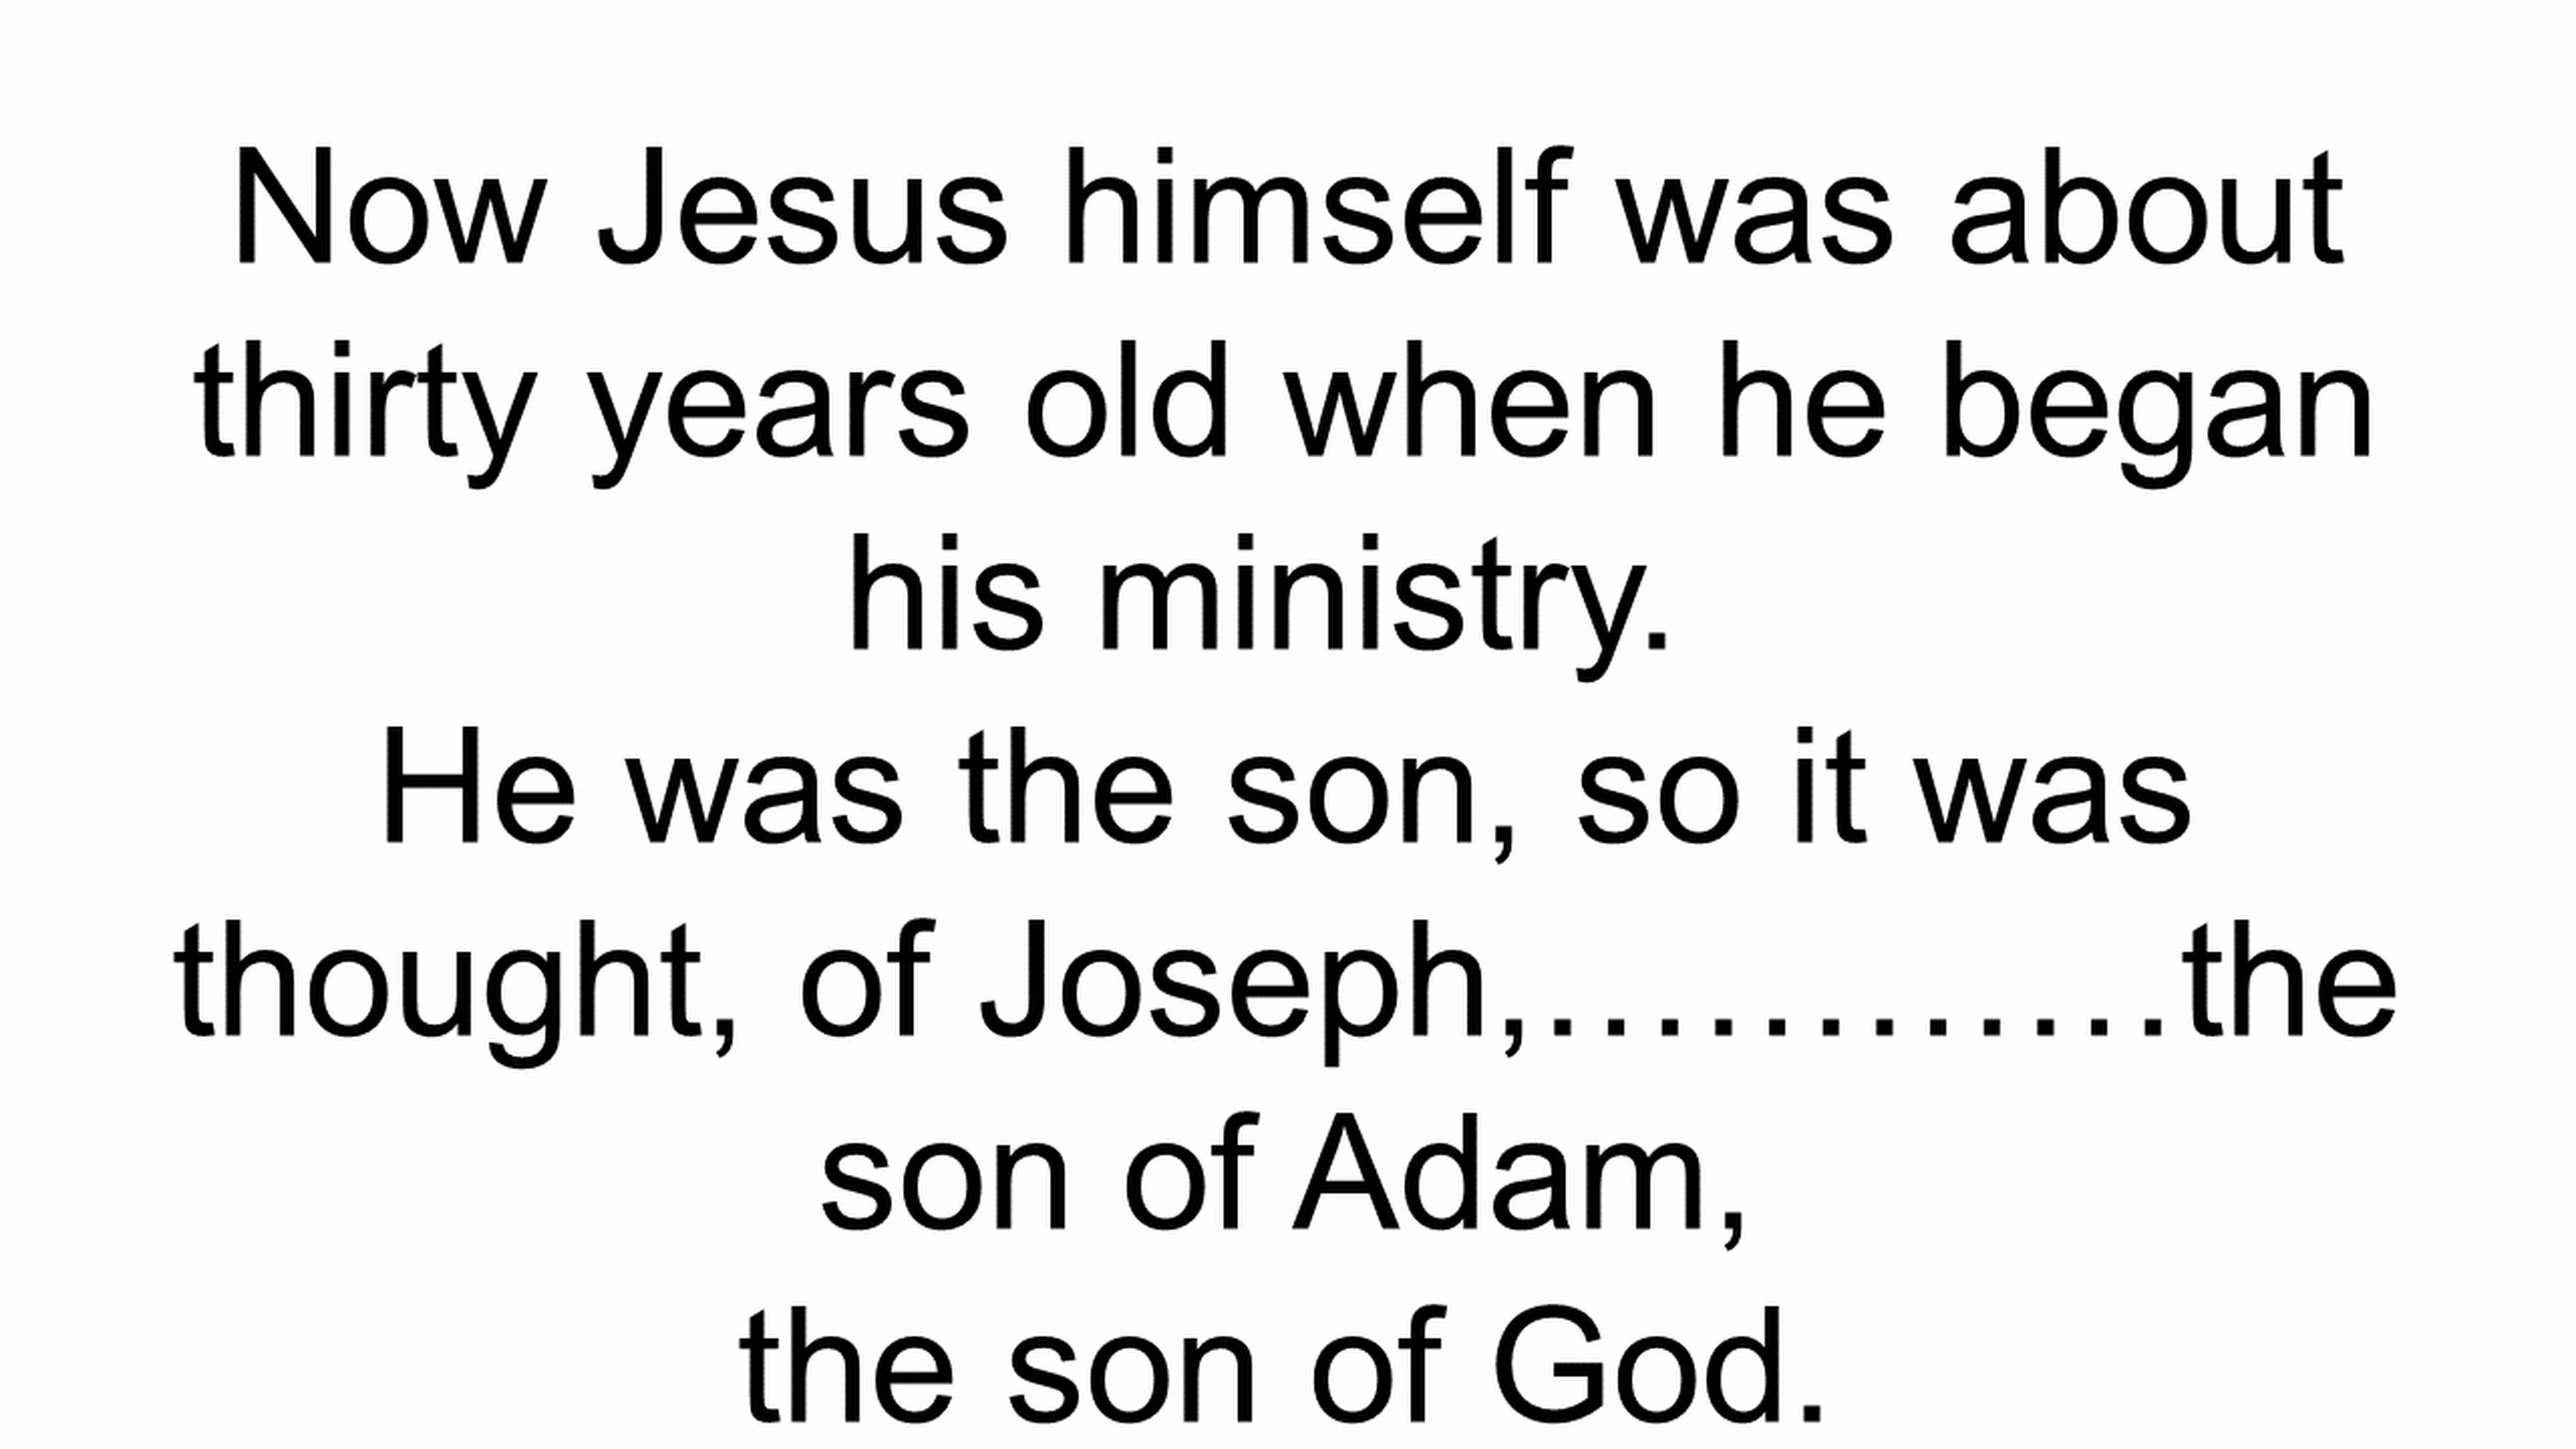 Now Jesus himself was about
thirty years old when he began
his ministry.
He was the son, so it was
thought, of Joseph,............the
son of Adam,
the son of God.